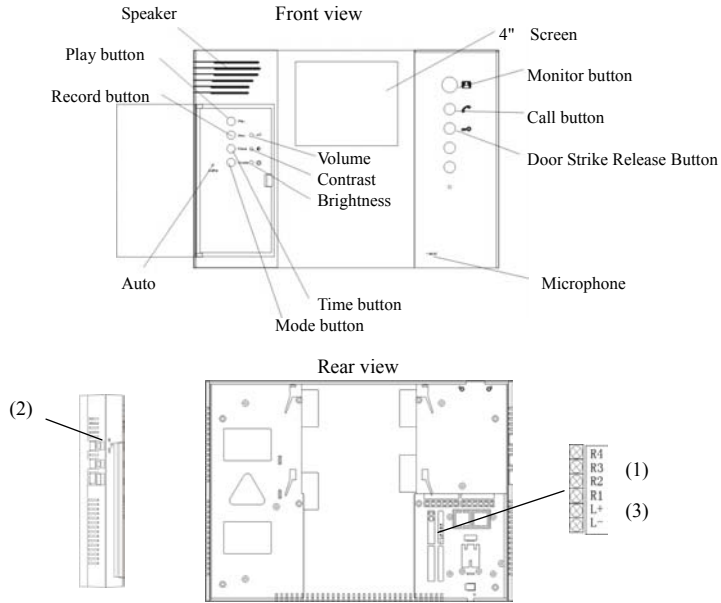 Front view
Speaker
4" Screen
Play button
Monitor button
Record button
Call button
Door Strike Release Button
Volume
Contrast
Brightness
Auto
Microphone
Time button
Mode button
Rear view
(2)
R4
R3
(1)
R2
R1
L+
(3)
L-